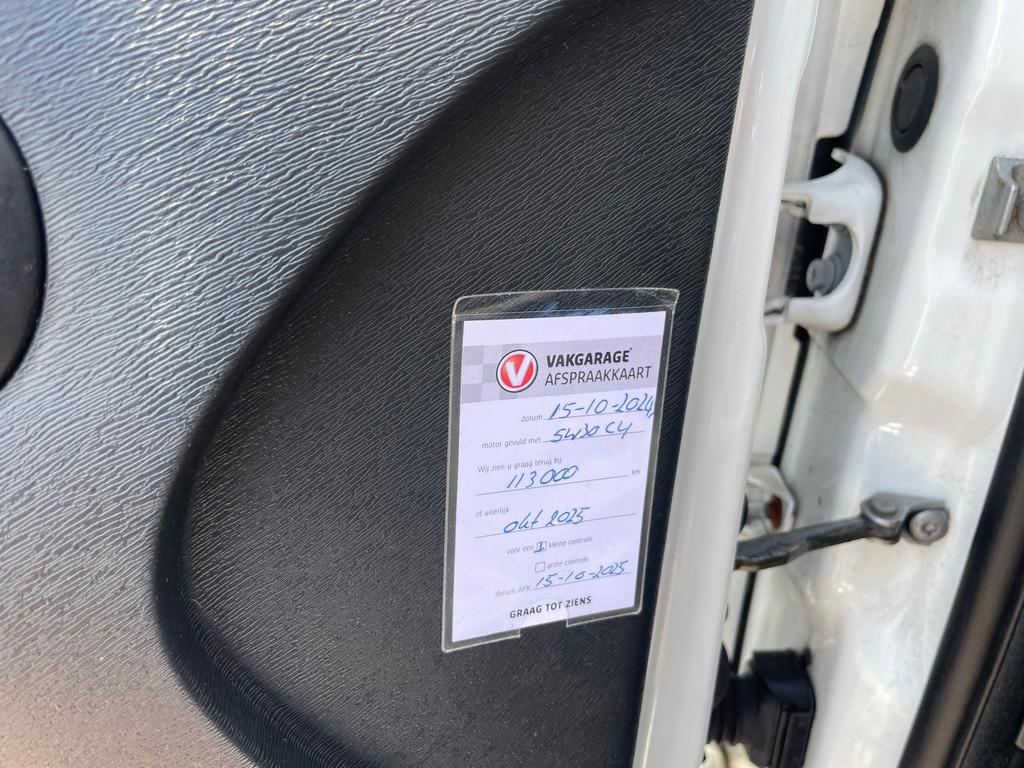 V VAKGARAGE
AFSPRAAKKAART
datum 15-10-2024
motor gevuld met 5W30 C4
Wij zien u graag terug bij
113000 km
of uiterlijk
okt 2025
voor een kleine controle
grote controle
datum APK 15-10-2025
GRAAG TOT ZIENS